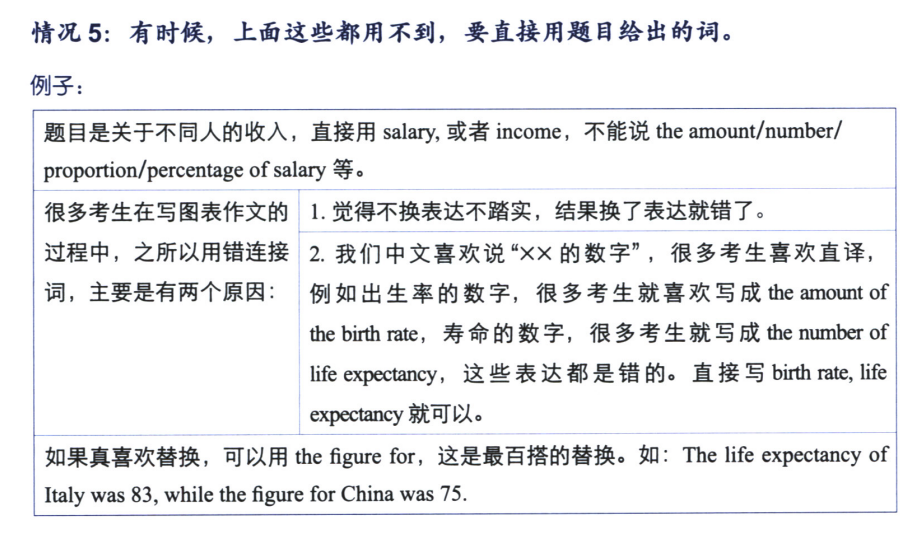 情况 5：有时候，上面这些都用不到，要直接用题目给出的词。
例子：
题目是关于不同人的收入，直接用 salary, 或者 income，不能说 the amount/number/
proportion/percentage of salary 等。
很多考生在写图表作文的
过程中，之所以用错连接
词，主要是有两个原因：
1. 觉得不换表达不踏实，结果换了表达就错了。
2. 我们中文喜欢说“×× 的数字”，很多考生喜欢直译，
例如出生率的数字，很多考生就喜欢写成 the amount of
the birth rate，寿命的数字，很多考生就写成 the number of
life expectancy，这些表达都是错的。直接写 birth rate, life
expectancy 就可以。
如果真喜欢替换，可以用 the figure for，这是最百搭的替换。如：The life expectancy of
Italy was 83, while the figure for China was 75.